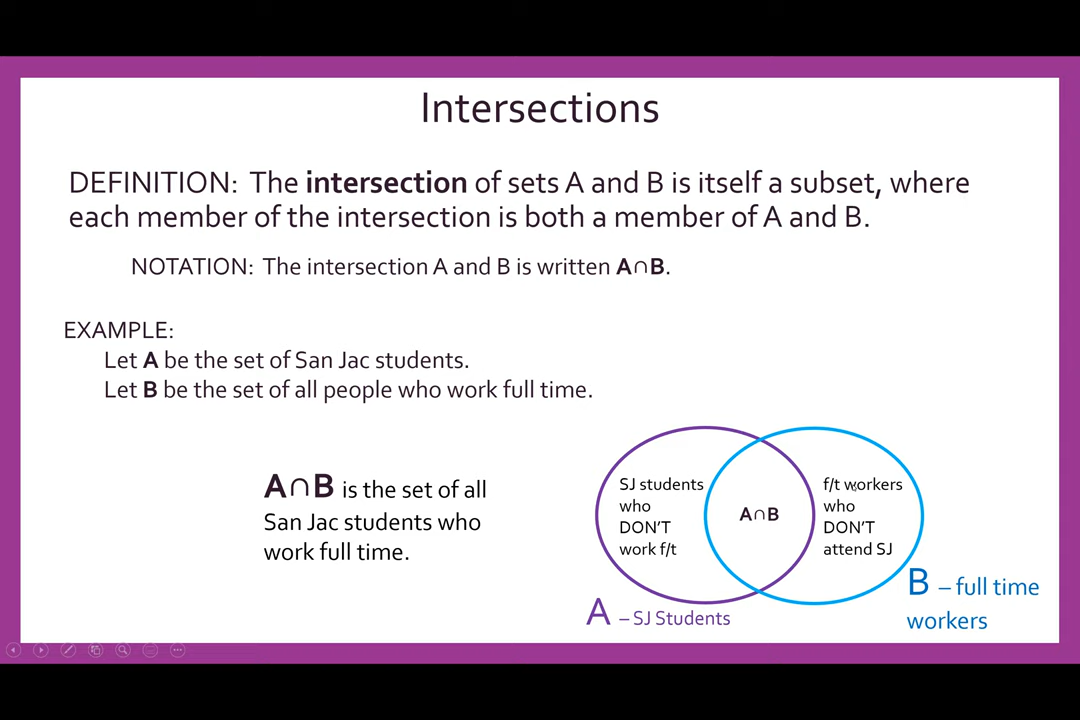 Intersections
DEFINITION: The intersection of sets A and B is itself a subset, where
each member of the intersection is both a member of A and B.
NOTATION: The intersection A and B is written A∩B.
EXAMPLE:
Let A be the set of San Jac students.
Let B be the set of all people who work full time.
A∩B is the set of all
San Jac students who
work full time.
SJ students
who
DON'T
work f/t
A∩B
f/t workers
who
DON'T
attend SJ
A – SJ Students
B – full time
workers